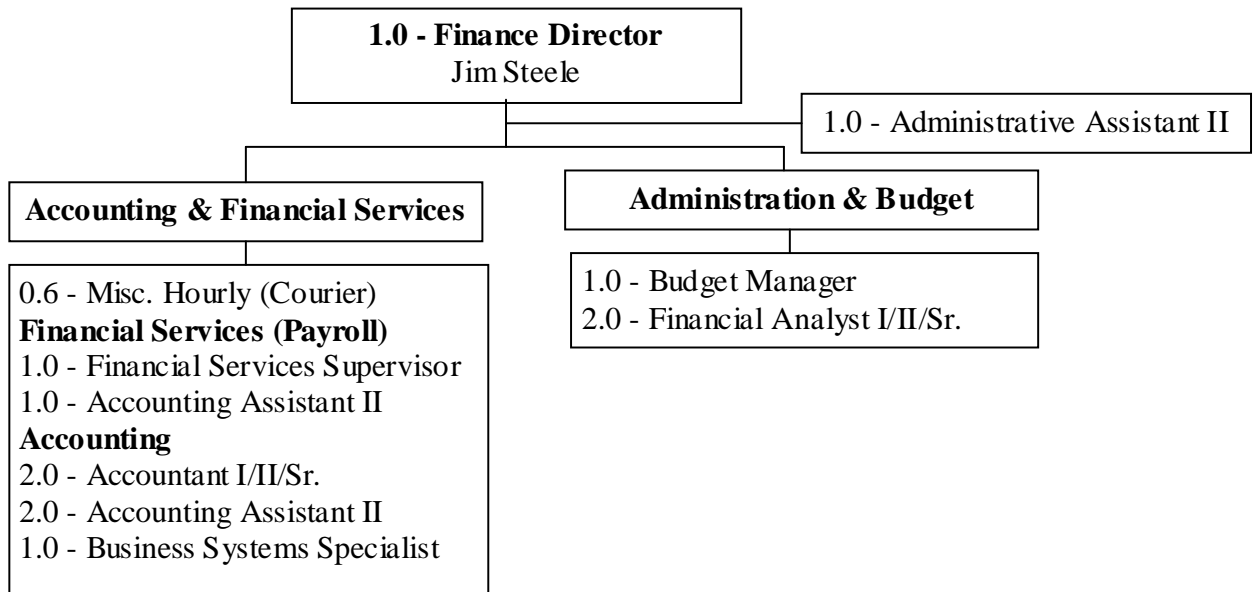 1.0 - Finance Director
Jim Steele
1.0 - Administrative Assistant II
Accounting & Financial Services
Administration & Budget
0.6 - Misc. Hourly (Courier)
Financial Services (Payroll)
1.0 - Financial Services Supervisor
1.0 - Accounting Assistant II
Accounting
2.0 - Accountant I/II/Sr.
2.0 - Accounting Assistant II
1.0 - Business Systems Specialist
1.0 - Budget Manager
2.0 - Financial Analyst I/II/Sr.